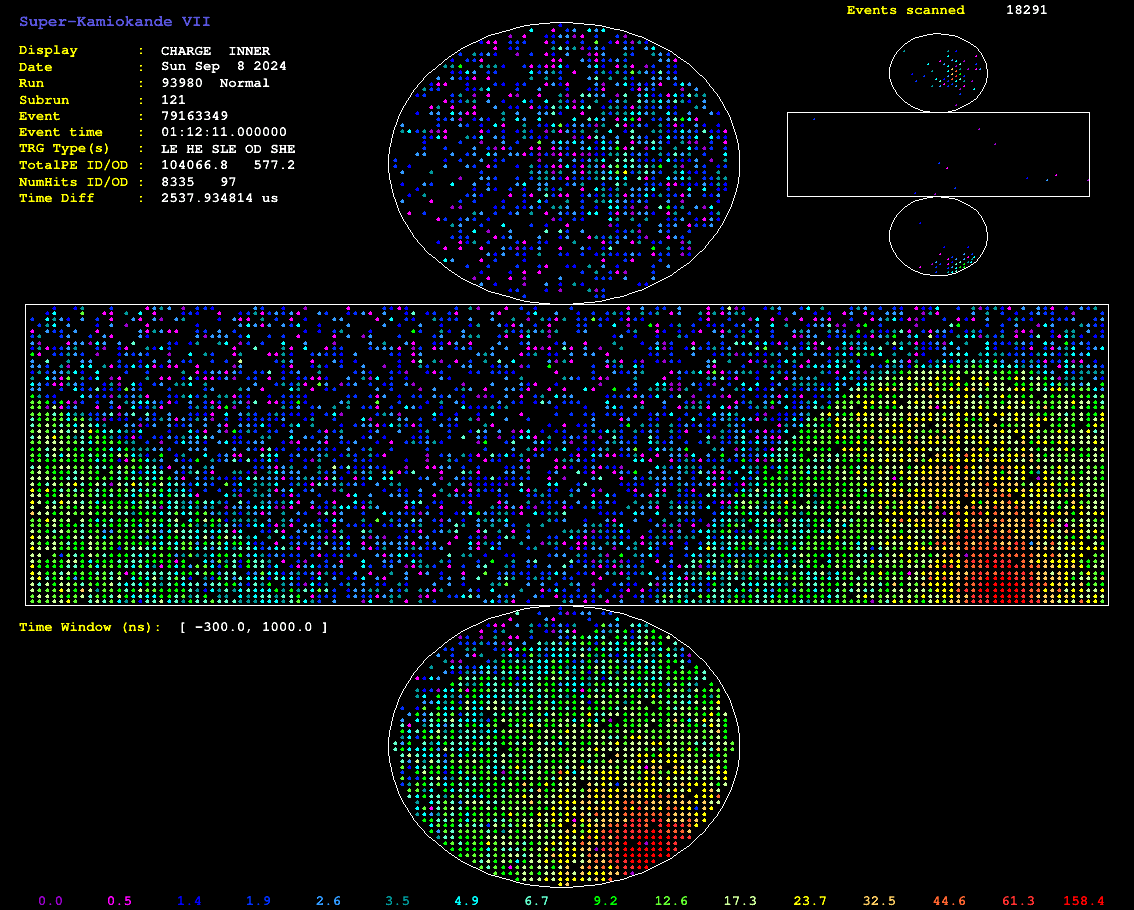 Super-Kamiokande VII
Events scanned 18291
Display : CHARGE INNER
Date : Sun Sep 8 2024
Run : 93980 Normal
Subrun : 121
Event : 79163349
Event time : 01:12:11.000000
TRG Type(s) : LE HE SLE OD SHE
TotalPE ID/OD : 104066.8 577.2
NumHits ID/OD : 8335 97
Time Diff : 2537.934814 us
Time Window (ns): [ -300.0, 1000.0 ]
0.0 0.5 1.4 1.9 2.6 3.5 4.9 6.7 9.2 12.6 17.3 23.7 32.5 44.6 61.3 158.4